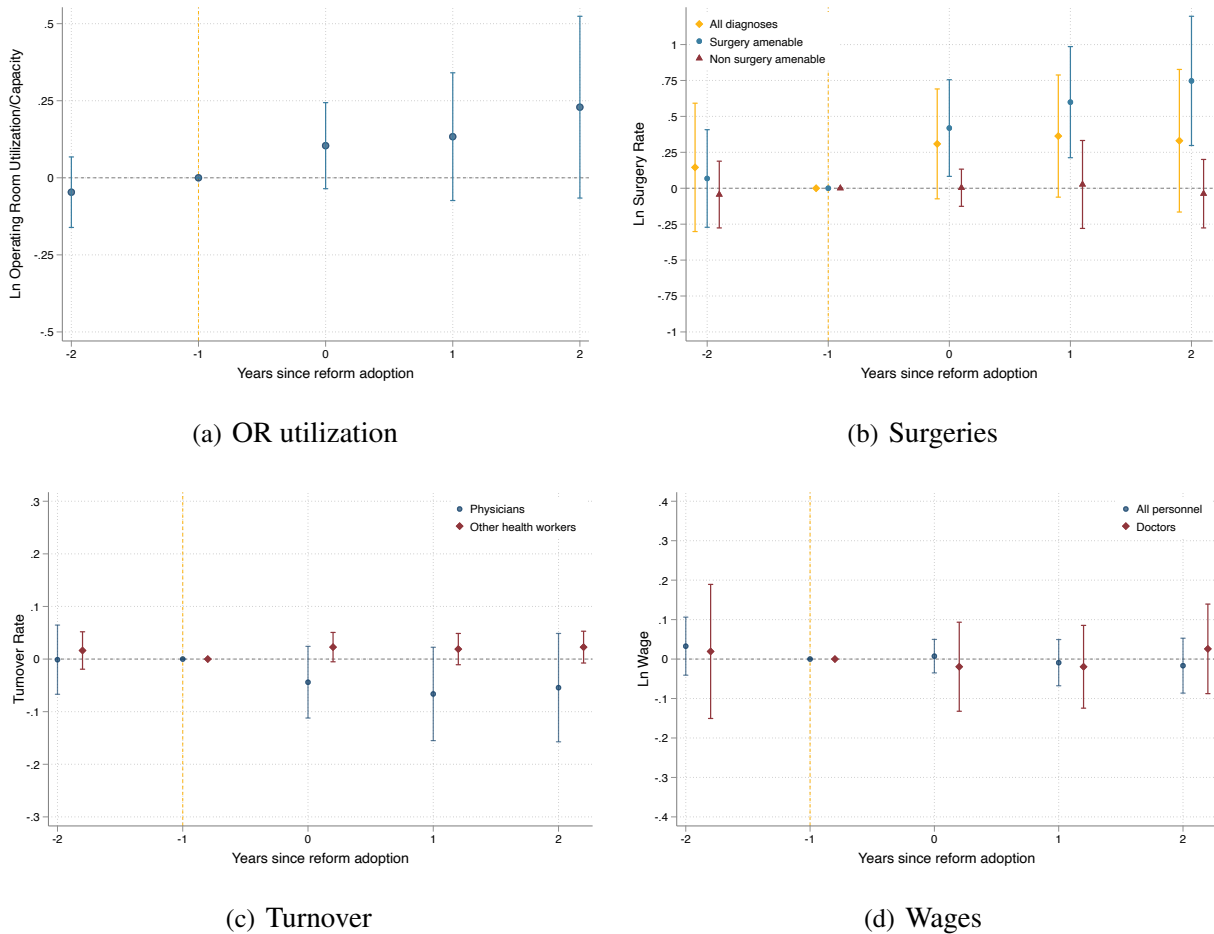 Ln Operating Room Utilization/Capacity
.5
.25
0
-.25
-.5
-2
-1
0
1
2
Years since reform adoption
(a) OR utilization
All diagnoses
Surgery amenable
Non surgery amenable
Ln Surgery Rate
1
.75
.5
.25
0
-.25
-.5
-.75
-1
-2
-1
0
1
2
Years since reform adoption
(b) Surgeries
Physicians
Other health workers
Turnover Rate
.3
.2
.1
0
-.1
-.2
-.3
-2
-1
0
1
2
Years since reform adoption
(c) Turnover
All personnel
Doctors
Ln Wage
.4
.3
.2
.1
0
-.1
-.2
-.3
-.4
-2
-1
0
1
2
Years since reform adoption
(d) Wages